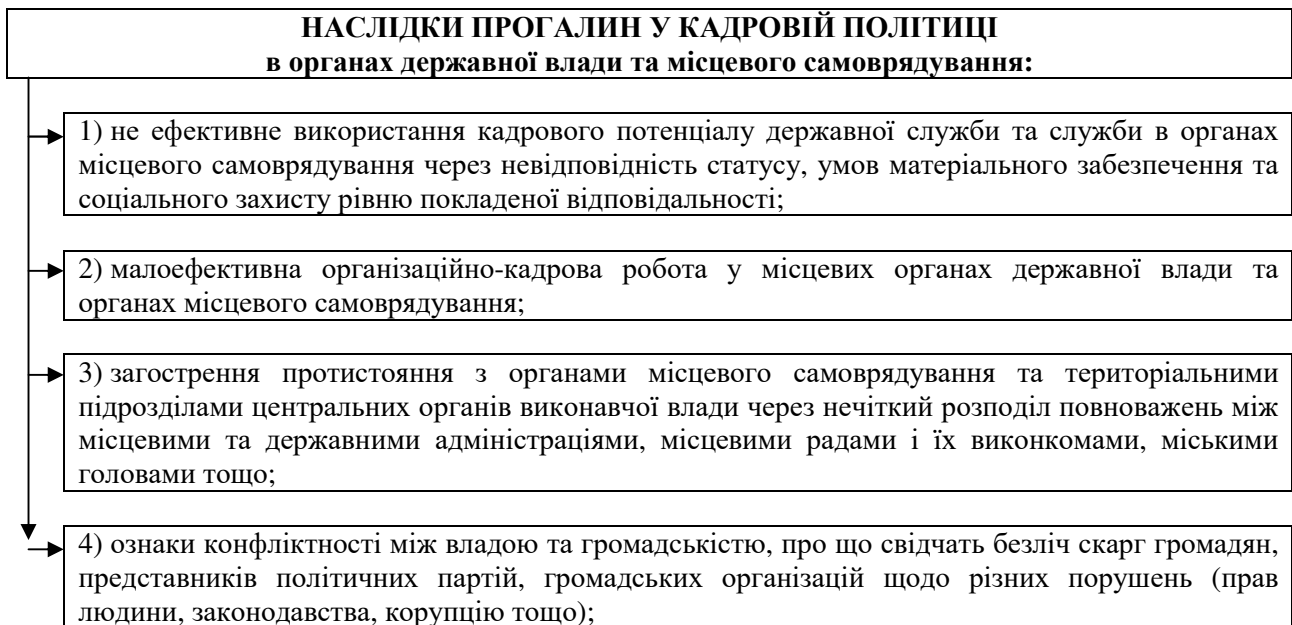 НАСЛІДКИ ПРОГАЛИН У КАДРОВІЙ ПОЛІТИЦІ
в органах державної влади та місцевого самоврядування:
1) не ефективне використання кадрового потенціалу державної служби та служби в органах
місцевого самоврядування через невідповідність статусу, умов матеріального забезпечення та
соціального захисту рівню покладеної відповідальності;
2) малоефективна організаційно-кадрова робота у місцевих органах державної влади та
органах місцевого самоврядування;
3) загострення протистояння з органами місцевого самоврядування та територіальними
підрозділами центральних органів виконавчої влади через нечіткий розподіл повноважень між
місцевими та державними адміністраціями, місцевими радами і їх виконкомами, міськими
головами тощо;
4) ознаки конфліктності між владою та громадськістю, про що свідчать безліч скарг громадян,
представників політичних партій, громадських організацій щодо різних порушень (прав
людини, законодавства, корупцію тощо);